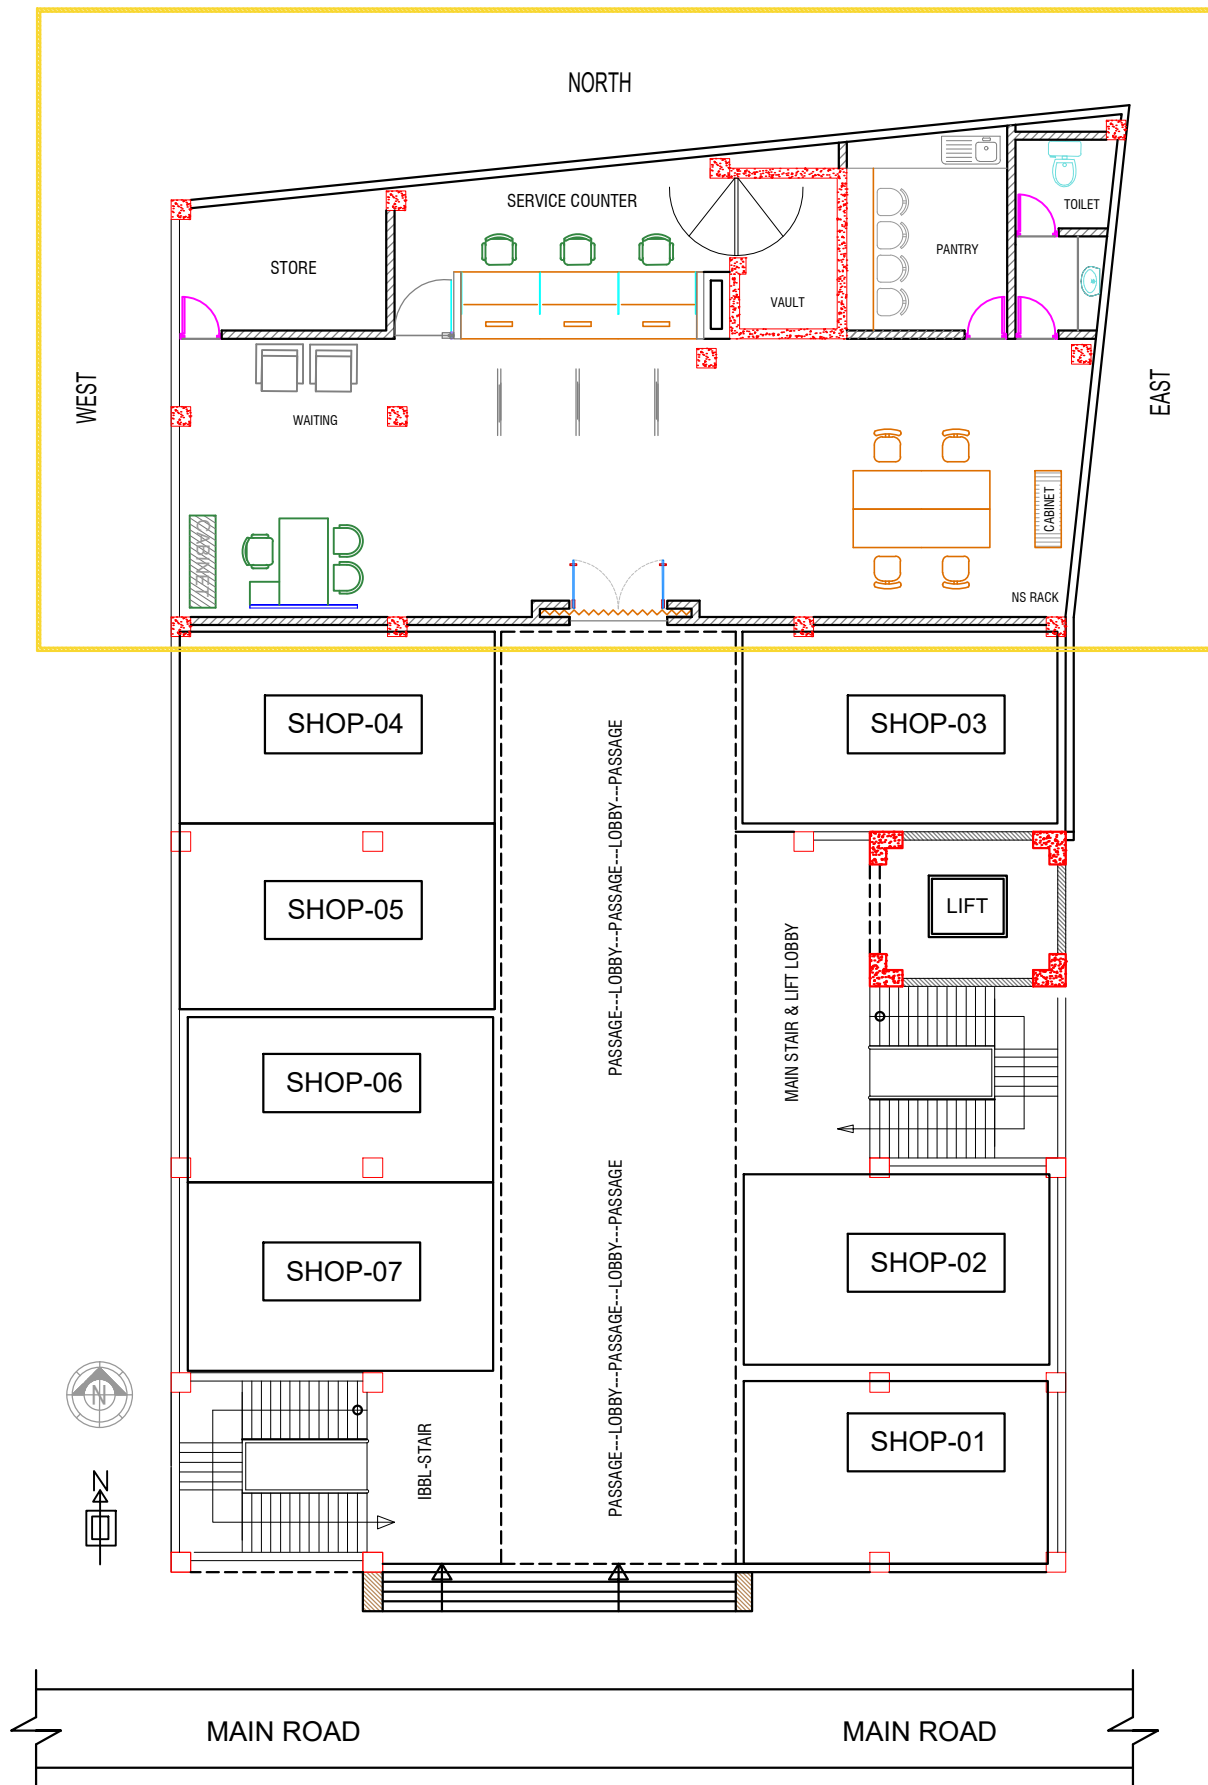 NORTH
SERVICE COUNTER
TOILET
PANTRY
STORE
VAULT
WEST
EAST
WAITING
CABINET
CABINET
NS RACK
SHOP-04
SHOP-03
PASSAGE---LOBBY---PASSAGE---LOBBY---PASSAGE
SHOP-05
LIFT
MAIN STAIR & LIFT LOBBY
SHOP-06
SHOP-07
SHOP-02
PASSAGE---LOBBY---PASSAGE---LOBBY---PASSAGE
N
SHOP-01
IBBL-STAIR
N
MAIN ROAD
MAIN ROAD